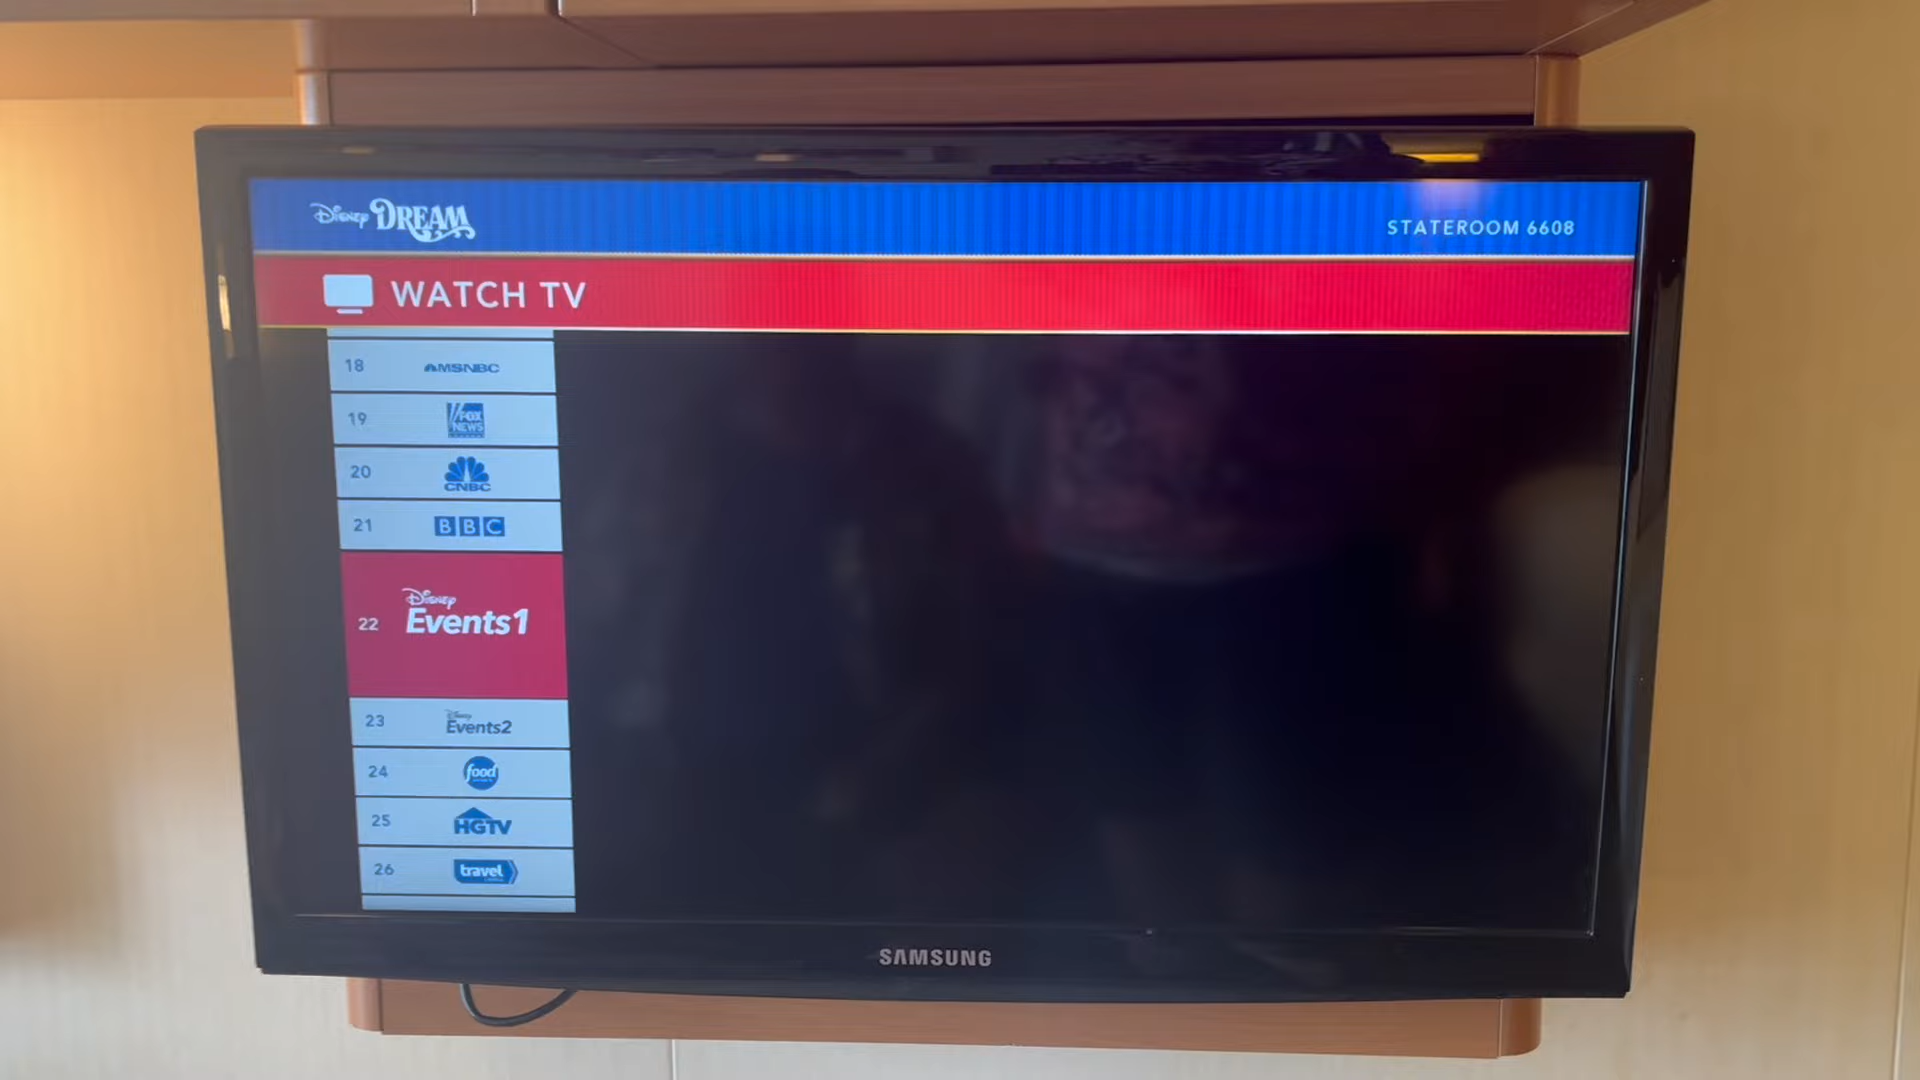 Disney DREAM
STATEROOM 6608
WATCH TV
18 MSNBC
19 FOX NEWS
20 CNBC
21 BBC
22 Disney Events1
23 Disney Events2
24 food
25 HGTV
26 travel
SAMSUNG